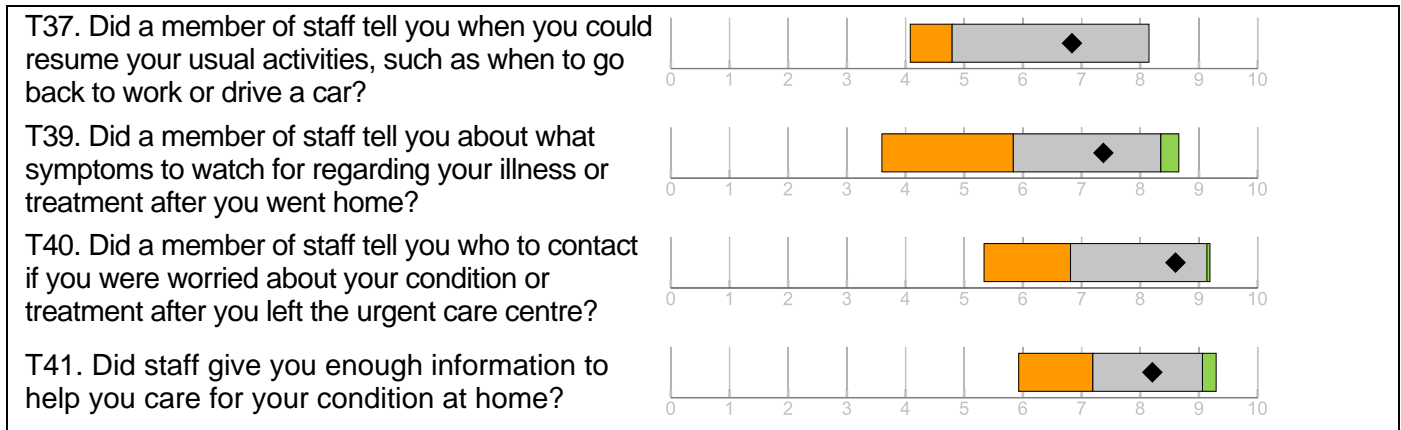 T37. Did a member of staff tell you when you could
resume your usual activities, such as when to go
back to work or drive a car?
0 1 2 3 4 5 6 7 8 9 10
T39. Did a member of staff tell you about what
symptoms to watch for regarding your illness or
treatment after you went home?
0 1 2 3 4 5 6 7 8 9 10
T40. Did a member of staff tell you who to contact
if you were worried about your condition or
treatment after you left the urgent care centre?
0 1 2 3 4 5 6 7 8 9 10
T41. Did staff give you enough information to
help you care for your condition at home?
0 1 2 3 4 5 6 7 8 9 10